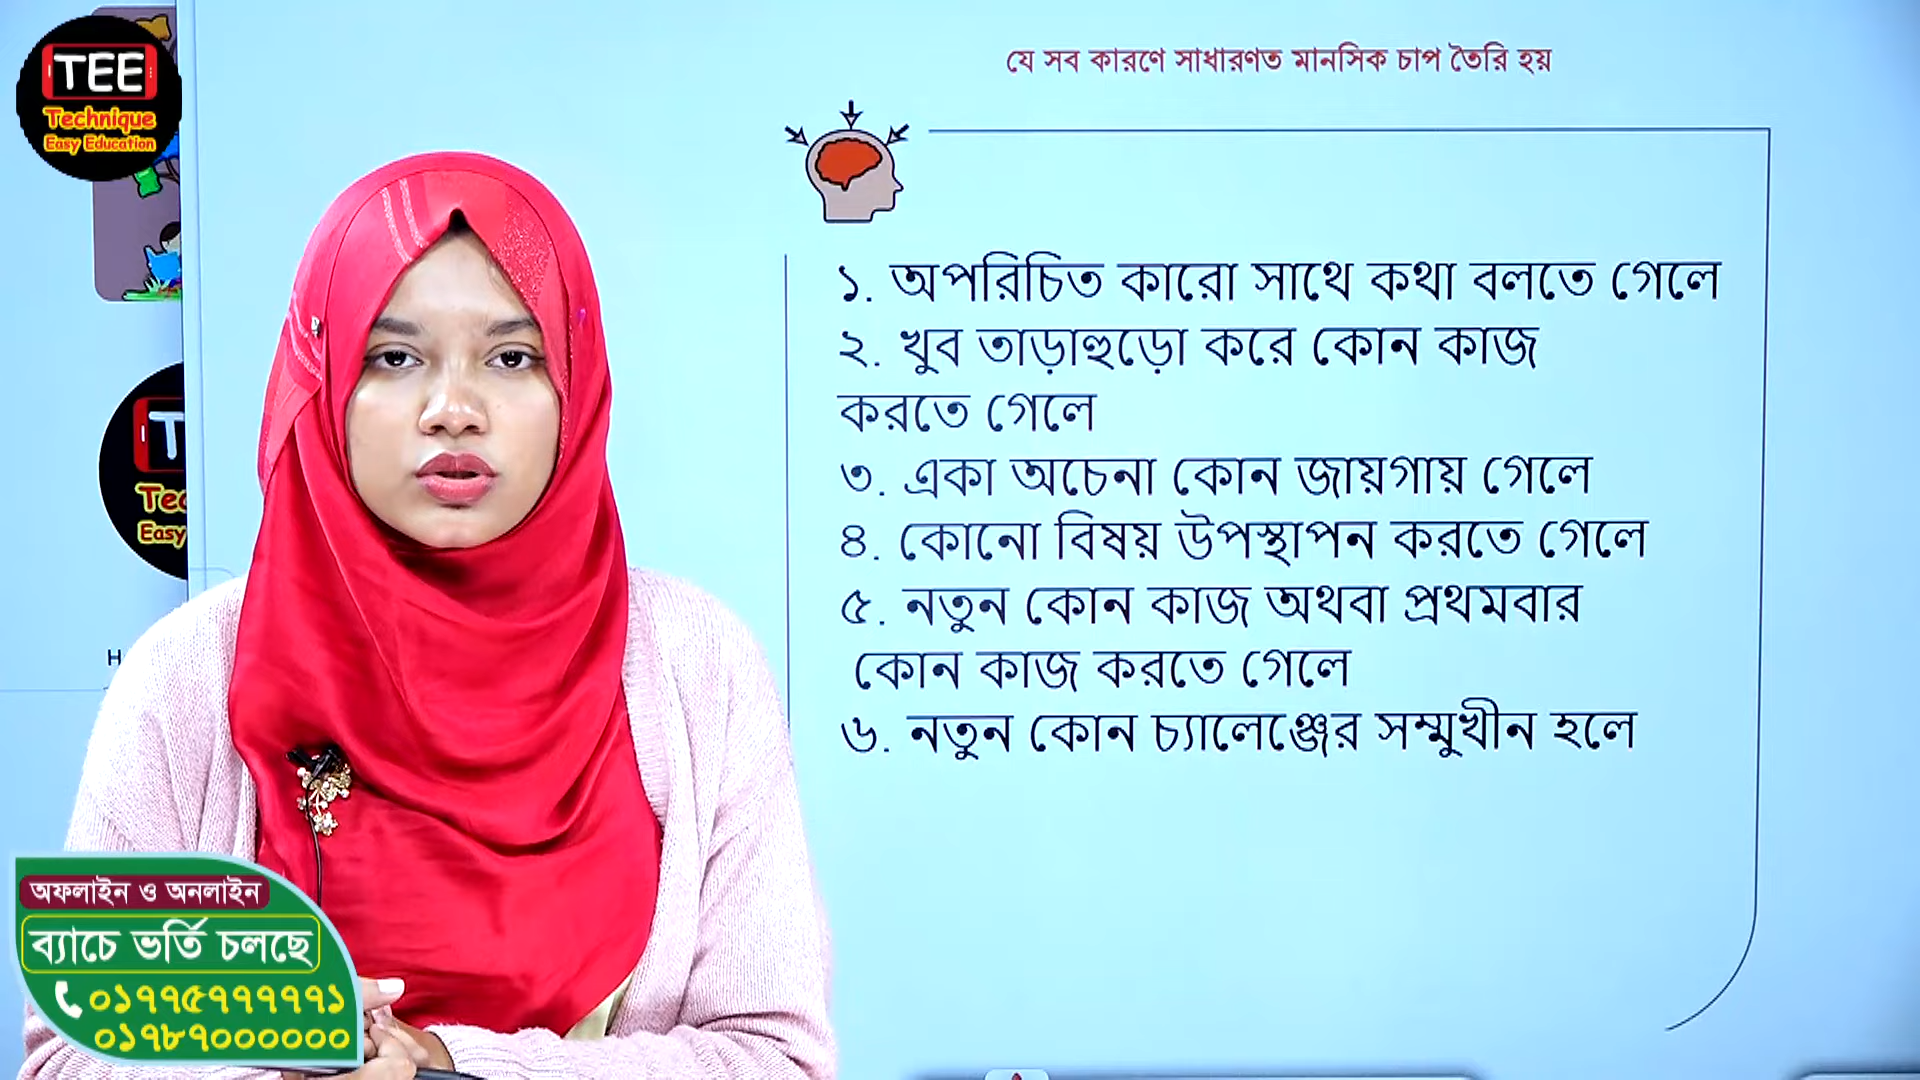 TEE
Technique
Easy Education
যে সব কারণে সাধারণত মানসিক চাপ তৈরি হয়
১. অপরিচিত কারো সাথে কথা বলতে গেলে
২. খুব তাড়াহুড়ো করে কোন কাজ
করতে গেলে
৩. একা অচেনা কোন জায়গায় গেলে
৪. কোনো বিষয় উপস্থাপন করতে গেলে
৫. নতুন কোন কাজ অথবা প্রথমবার
কোন কাজ করতে গেলে
৬. নতুন কোন চ্যালেঞ্জের সম্মুখীন হলে
অফলাইন ও অনলাইন
ব্যাচে ভর্তি চলছে
০১৭৭৫৭৭৭৭৭১
০১৭৮৭০০০০০০
Easy